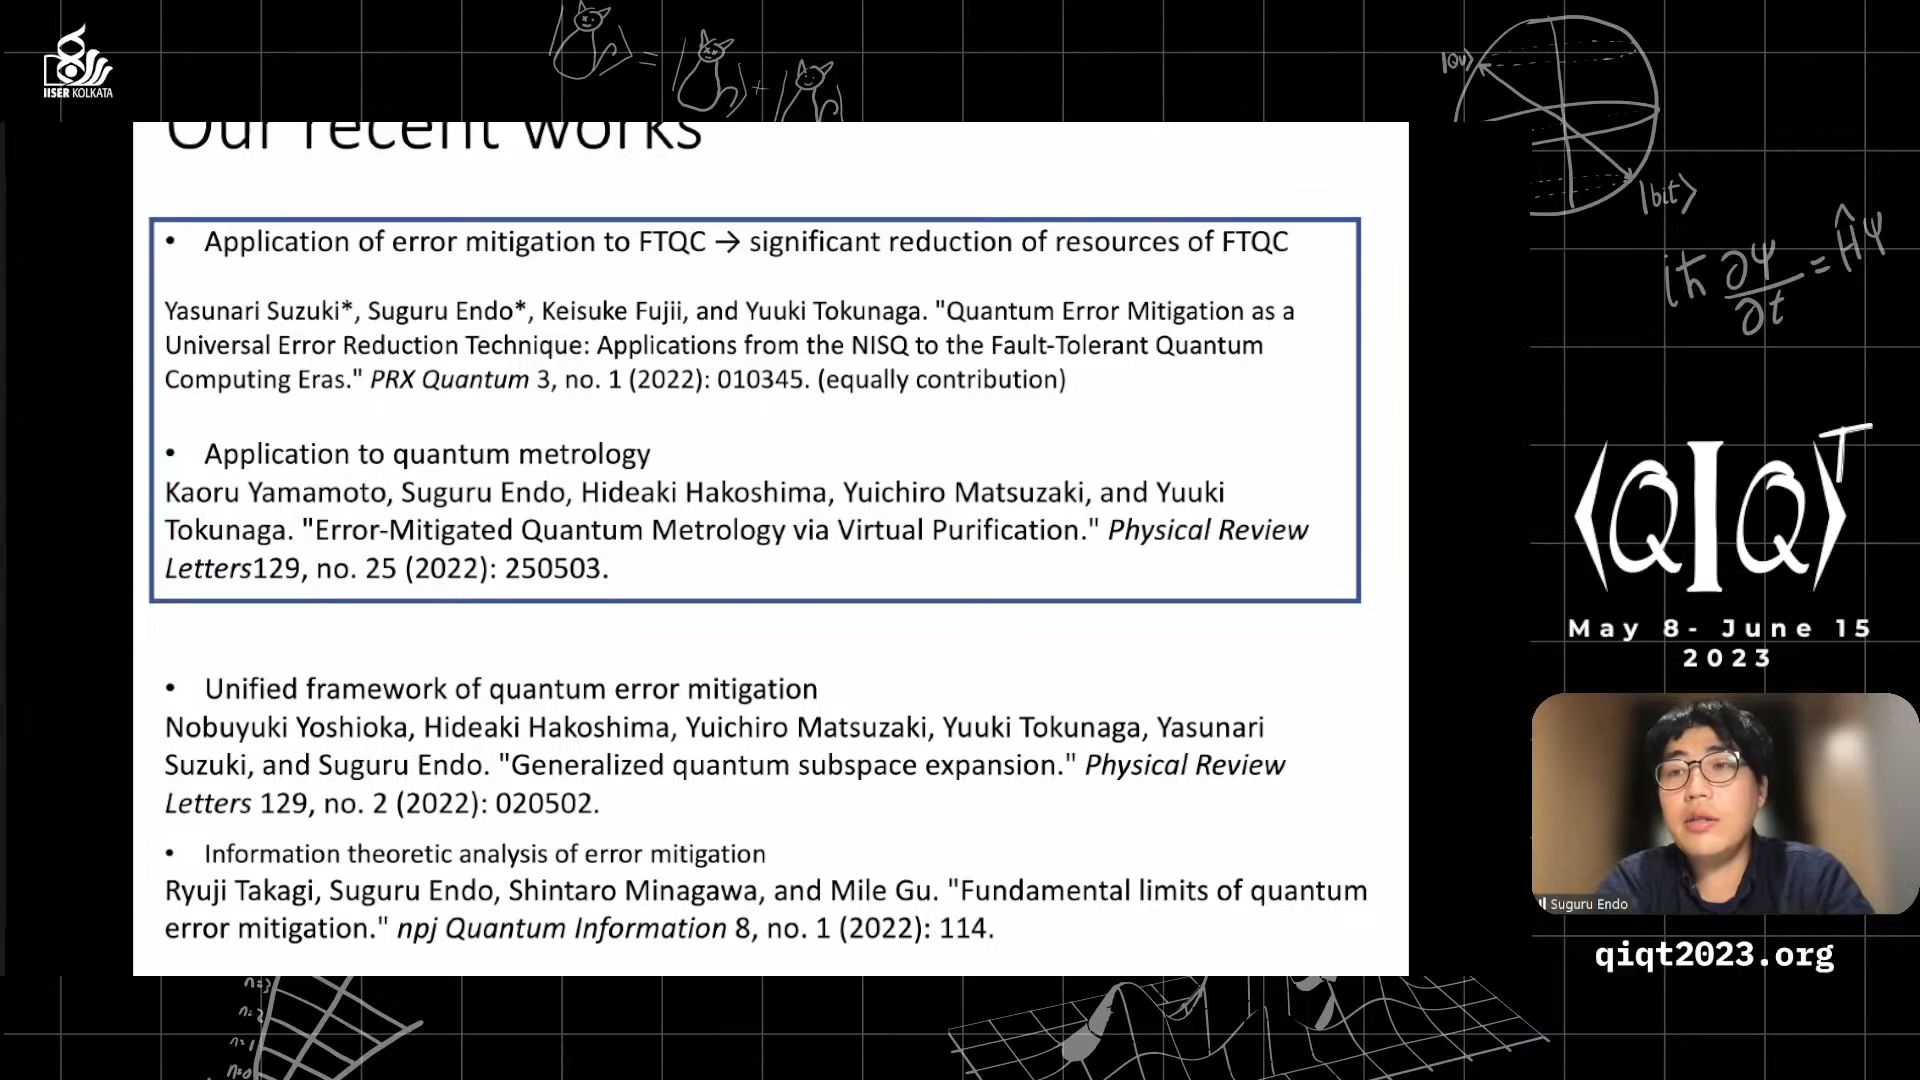 IISER KOLKATA
Our recent works
• Application of error mitigation to FTQC → significant reduction of resources of FTQC
Yasunari Suzuki*, Suguru Endo*, Keisuke Fujii, and Yuuki Tokunaga. "Quantum Error Mitigation as a
Universal Error Reduction Technique: Applications from the NISQ to the Fault-Tolerant Quantum
Computing Eras." PRX Quantum 3, no. 1 (2022): 010345. (equally contribution)
• Application to quantum metrology
Kaoru Yamamoto, Suguru Endo, Hideaki Hakoshima, Yuichiro Matsuzaki, and Yuuki
Tokunaga. "Error-Mitigated Quantum Metrology via Virtual Purification." Physical Review
Letters129, no. 25 (2022): 250503.
• Unified framework of quantum error mitigation
Nobuyuki Yoshioka, Hideaki Hakoshima, Yuichiro Matsuzaki, Yuuki Tokunaga, Yasunari
Suzuki, and Suguru Endo. "Generalized quantum subspace expansion." Physical Review
Letters 129, no. 2 (2022): 020502.
• Information theoretic analysis of error mitigation
Ryuji Takagi, Suguru Endo, Shintaro Minagawa, and Mile Gu. "Fundamental limits of quantum
error mitigation." npj Quantum Information 8, no. 1 (2022): 114.
|Qu⟩
|bit⟩
iħ ∂ψ/∂t = Ĥψ
⟨Q|Q⟩ᵀ
May 8- June 15
2023
Suguru Endo
qiqt2023.org
n=3
n=2
n=1
n=0